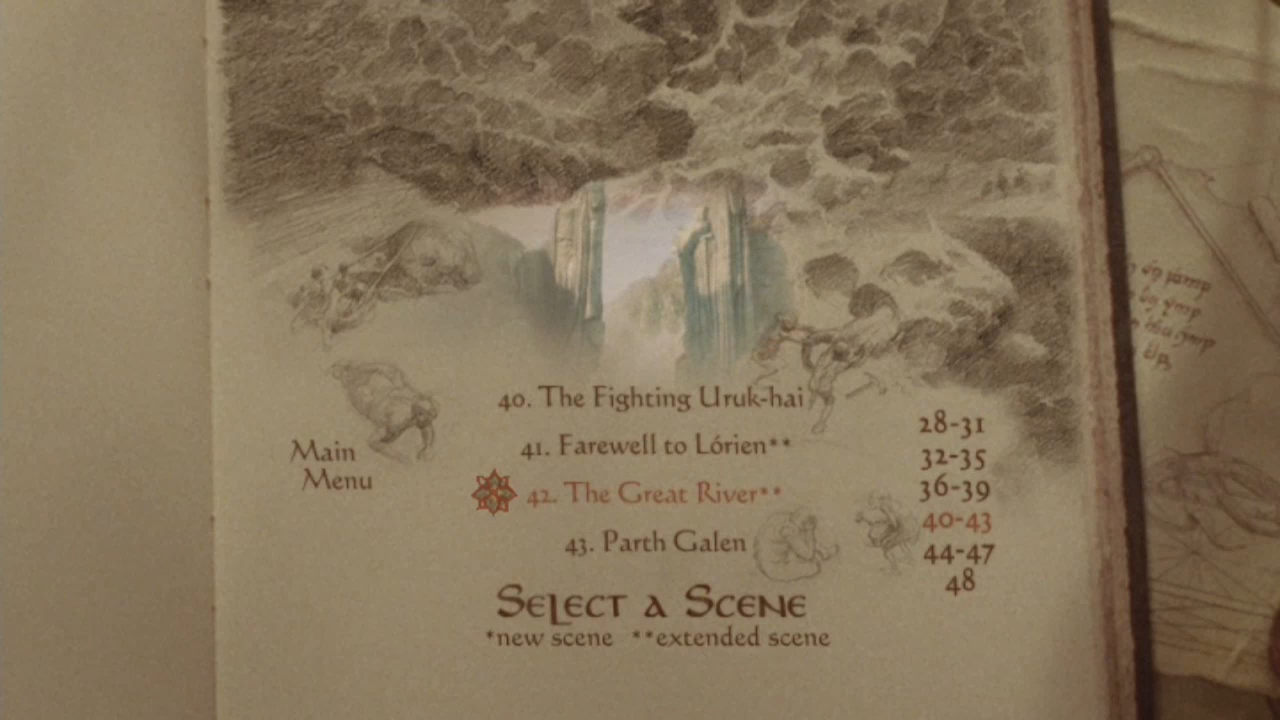 40. The Fighting Uruk-hai
41. Farewell to Lórien**
42. The Great River**
43. Parth Galen
Main
Menu
28-31
32-35
36-39
40-43
44-47
48
Select a Scene
*new scene **extended scene